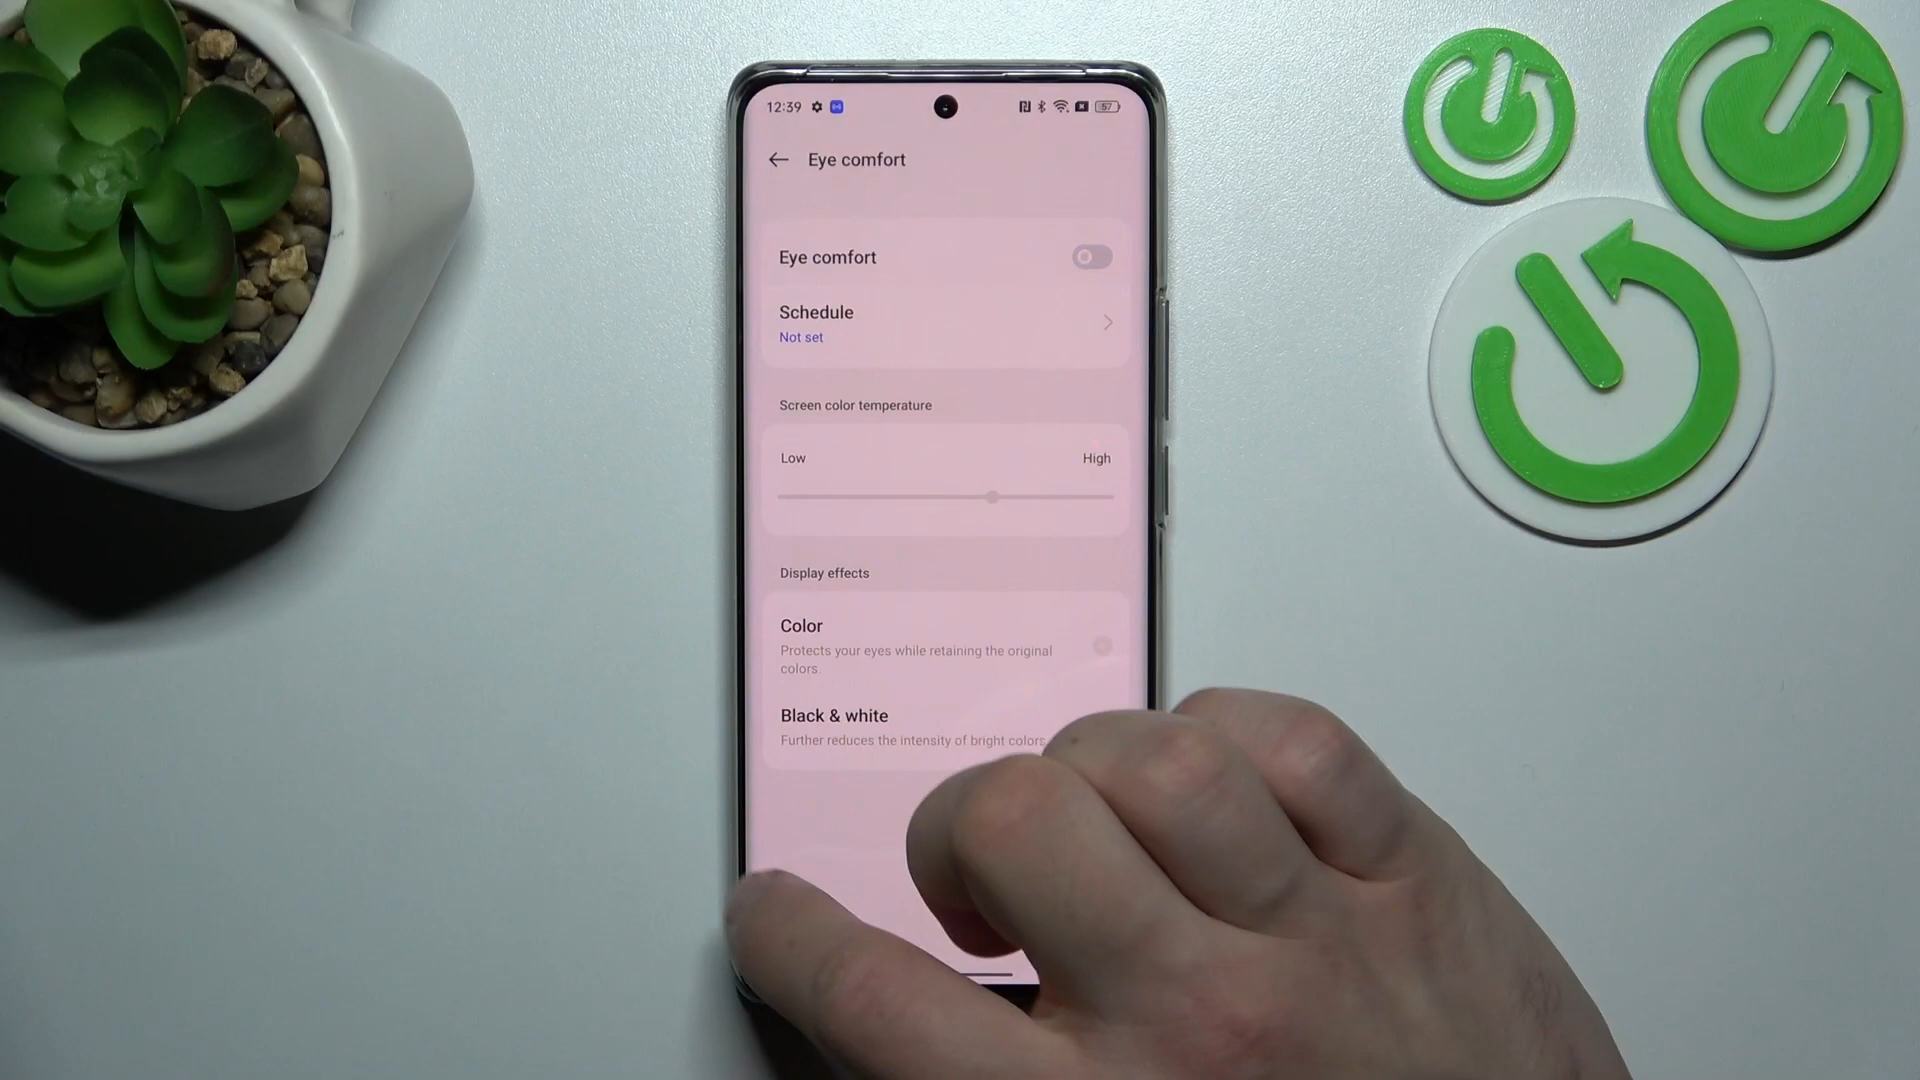 12:39
57
Eye comfort
Eye comfort
Schedule
Not set
Screen color temperature
Low
High
Display effects
Color
Protects your eyes while retaining the original
colors.
Black & white
Further reduces the intensity of bright colors.